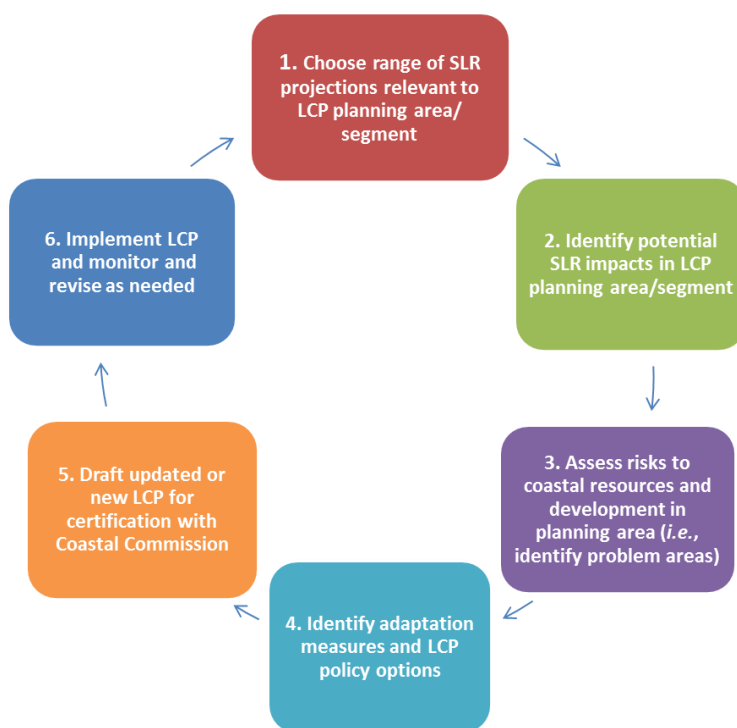 1. Choose range of SLR
projections relevant to
LCP planning area/
segment
2. Identify potential
SLR impacts in LCP
planning area/segment
3. Assess risks to
coastal resources and
development in
planning area (i.e.,
identify problem areas)
4. Identify adaptation
measures and LCP
policy options
5. Draft updated or
new LCP for
certification with
Coastal Commission
6. Implement LCP
and monitor and
revise as needed